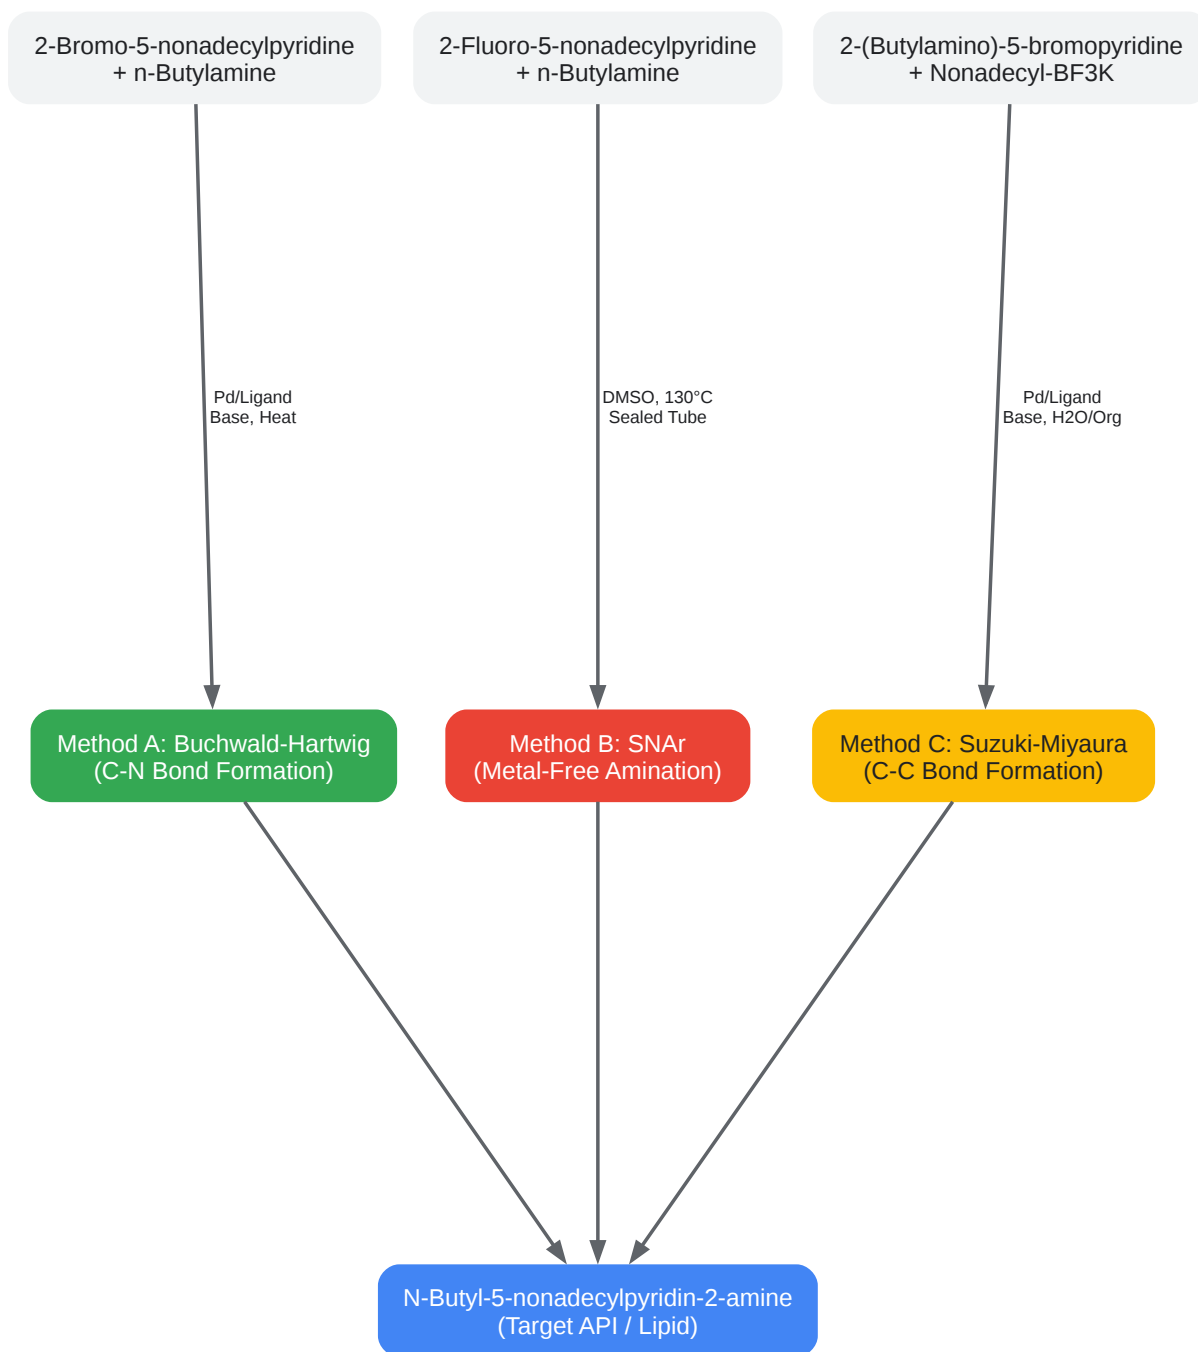 2-Bromo-5-nonadecylpyridine
+ n-Butylamine
2-Fluoro-5-nonadecylpyridine
+ n-Butylamine
2-(Butylamino)-5-bromopyridine
+ Nonadecyl-BF3K
Pd/Ligand
Base, Heat
DMSO, 130°C
Sealed Tube
Pd/Ligand
Base, H2O/Org
Method A: Buchwald-Hartwig
(C-N Bond Formation)
Method B: SNAr
(Metal-Free Amination)
Method C: Suzuki-Miyaura
(C-C Bond Formation)
N-Butyl-5-nonadecylpyridin-2-amine
(Target API / Lipid)